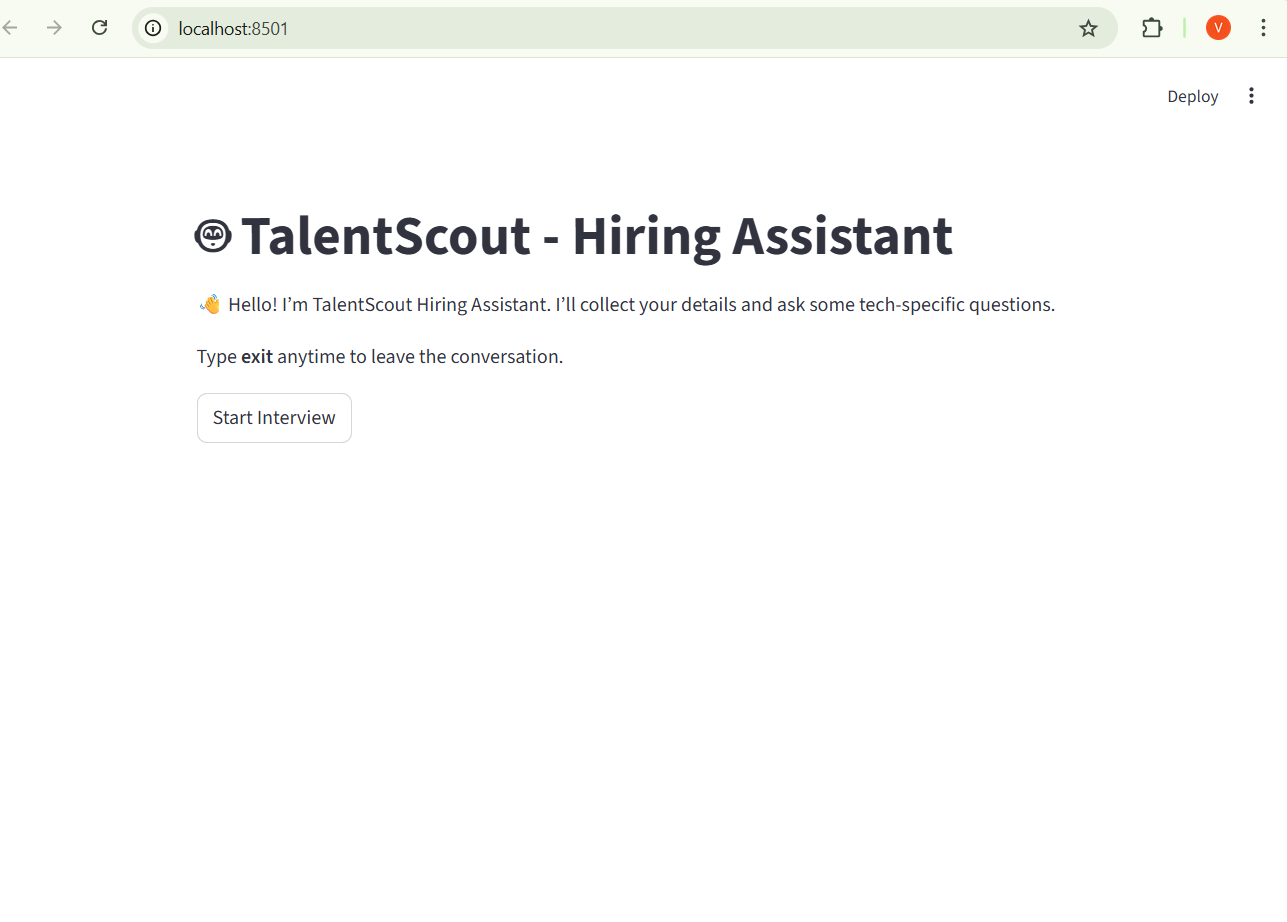 localhost:8501
V
Deploy
TalentScout - Hiring Assistant
👋 Hello! I’m TalentScout Hiring Assistant. I’ll collect your details and ask some tech-specific questions.
Type exit anytime to leave the conversation.
Start Interview